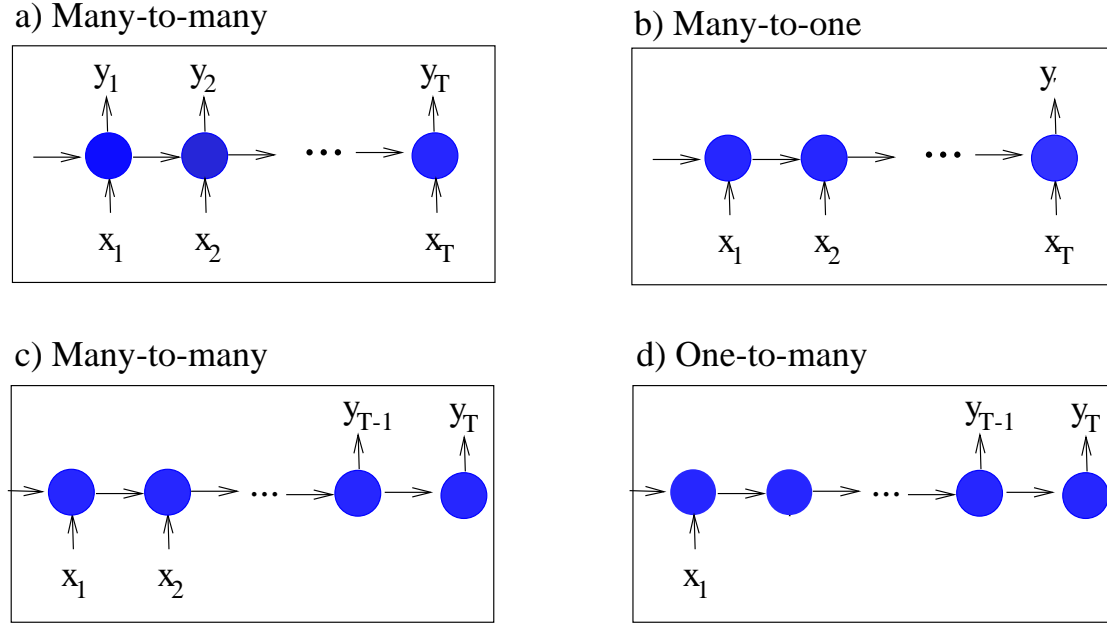 a) Many-to-many
b) Many-to-one
y1 y2 yT
y
...
...
x1 x2 xT
x1 x2 xT
c) Many-to-many
d) One-to-many
yT-1 yT
yT-1 yT
...
...
x1 x2
x1